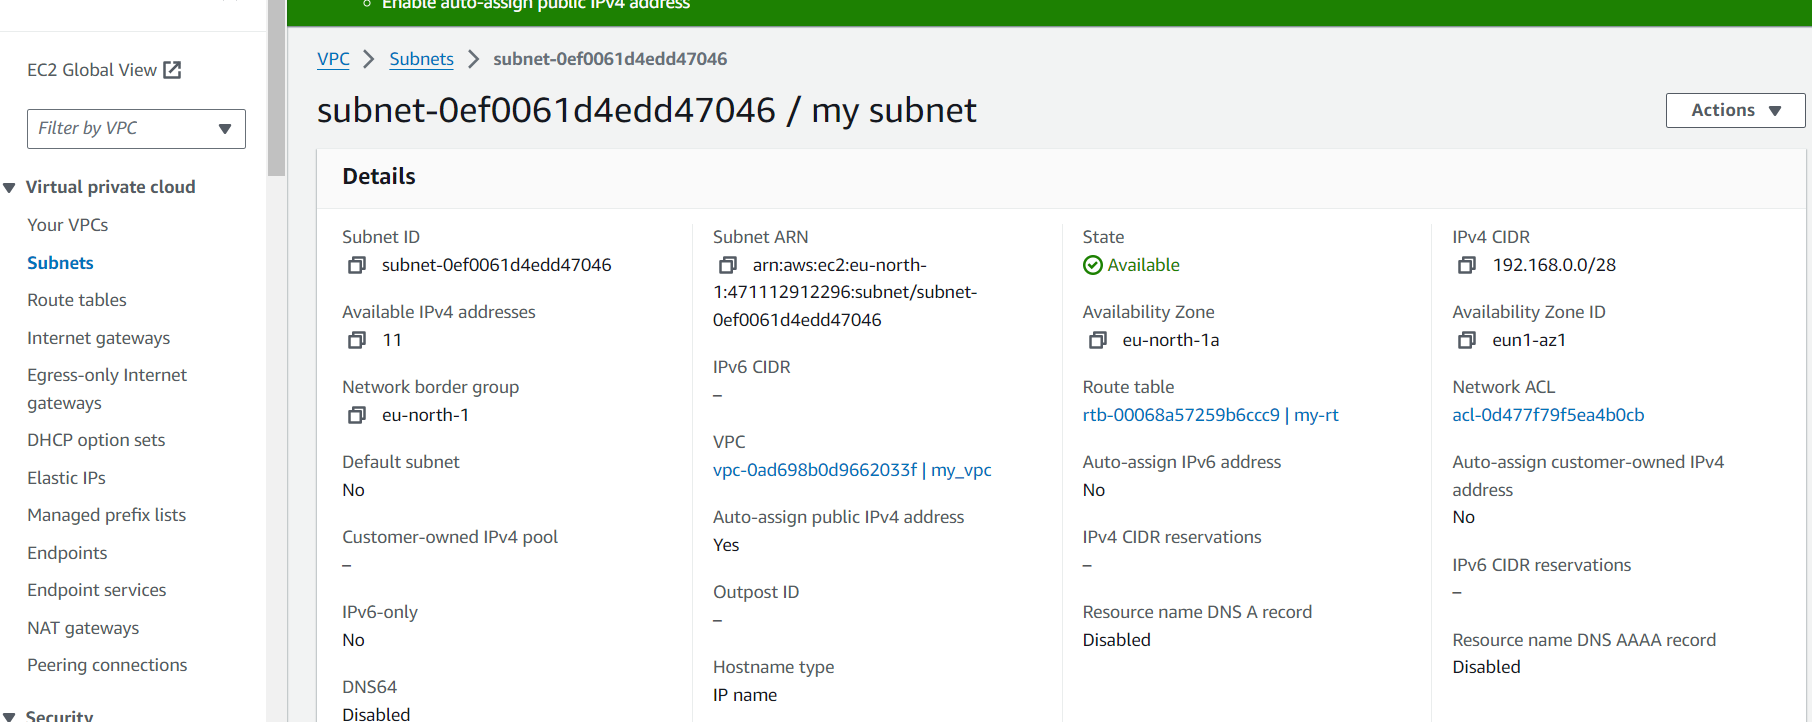 Enable auto-assign public IPv4 address
EC2 Global View
Filter by VPC
Virtual private cloud
Your VPCs
Subnets
Route tables
Internet gateways
Egress-only Internet
gateways
DHCP option sets
Elastic IPs
Managed prefix lists
Endpoints
Endpoint services
NAT gateways
Peering connections
Security
VPC > Subnets > subnet-0ef0061d4edd47046
subnet-0ef0061d4edd47046 / my subnet
Actions
Details
Subnet ID
subnet-0ef0061d4edd47046
Available IPv4 addresses
11
Network border group
eu-north-1
Default subnet
No
Customer-owned IPv4 pool
–
IPv6-only
No
DNS64
Disabled
Subnet ARN
arn:aws:ec2:eu-north-
1:471112912296:subnet/subnet-
0ef0061d4edd47046
IPv6 CIDR
–
VPC
vpc-0ad698b0d9662033f | my_vpc
Auto-assign public IPv4 address
Yes
Outpost ID
–
Hostname type
IP name
State
Available
Availability Zone
eu-north-1a
Route table
rtb-00068a57259b6ccc9 | my-rt
Auto-assign IPv6 address
No
IPv4 CIDR reservations
–
Resource name DNS A record
Disabled
IPv4 CIDR
192.168.0.0/28
Availability Zone ID
eun1-az1
Network ACL
acl-0d477f79f5ea4b0cb
Auto-assign customer-owned IPv4
address
No
IPv6 CIDR reservations
–
Resource name DNS AAAA record
Disabled